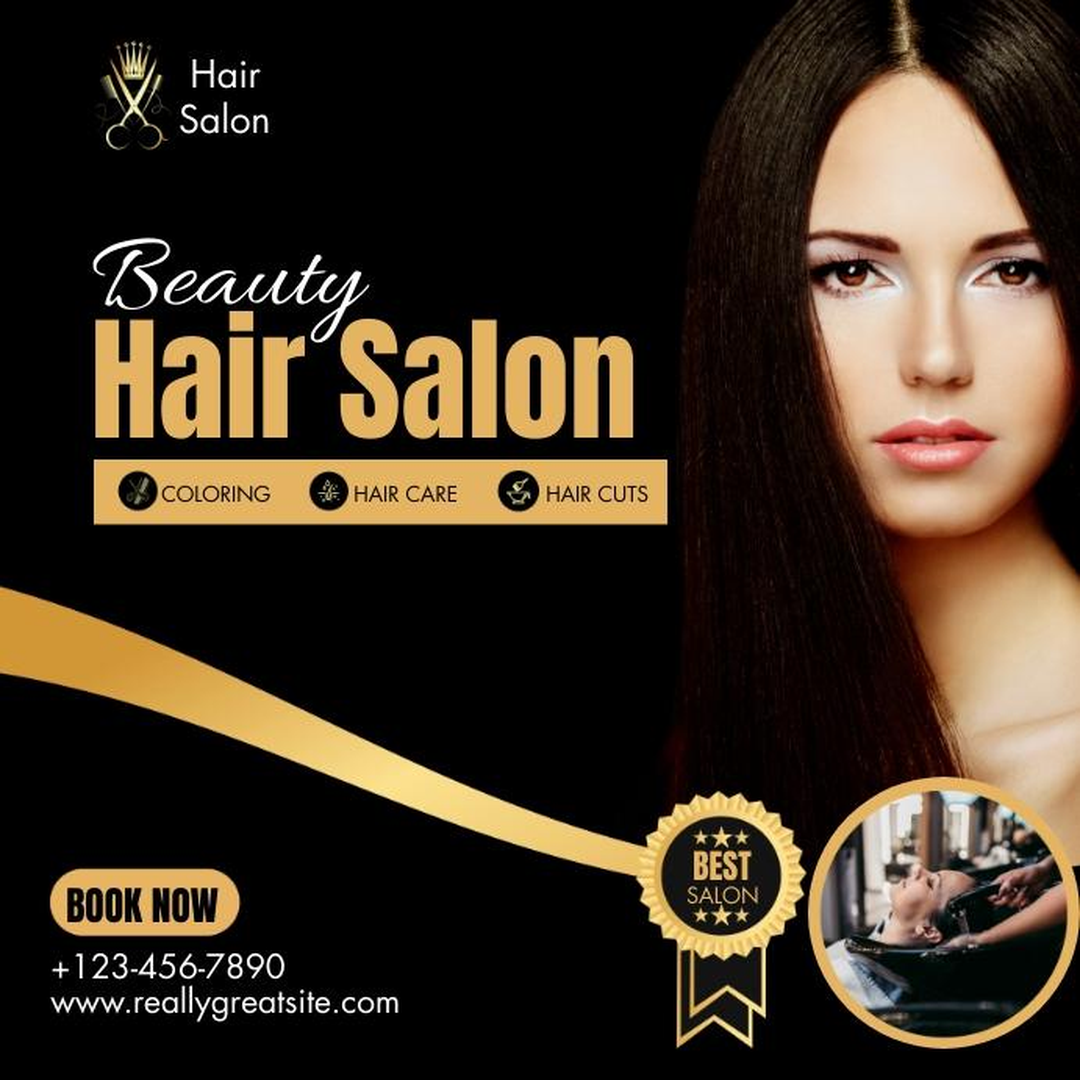 Hair
Salon
Beauty
Hair Salon
COLORING HAIR CARE HAIR CUTS
BEST
SALON
BOOK NOW
+123-456-7890
www.reallygreatsite.com